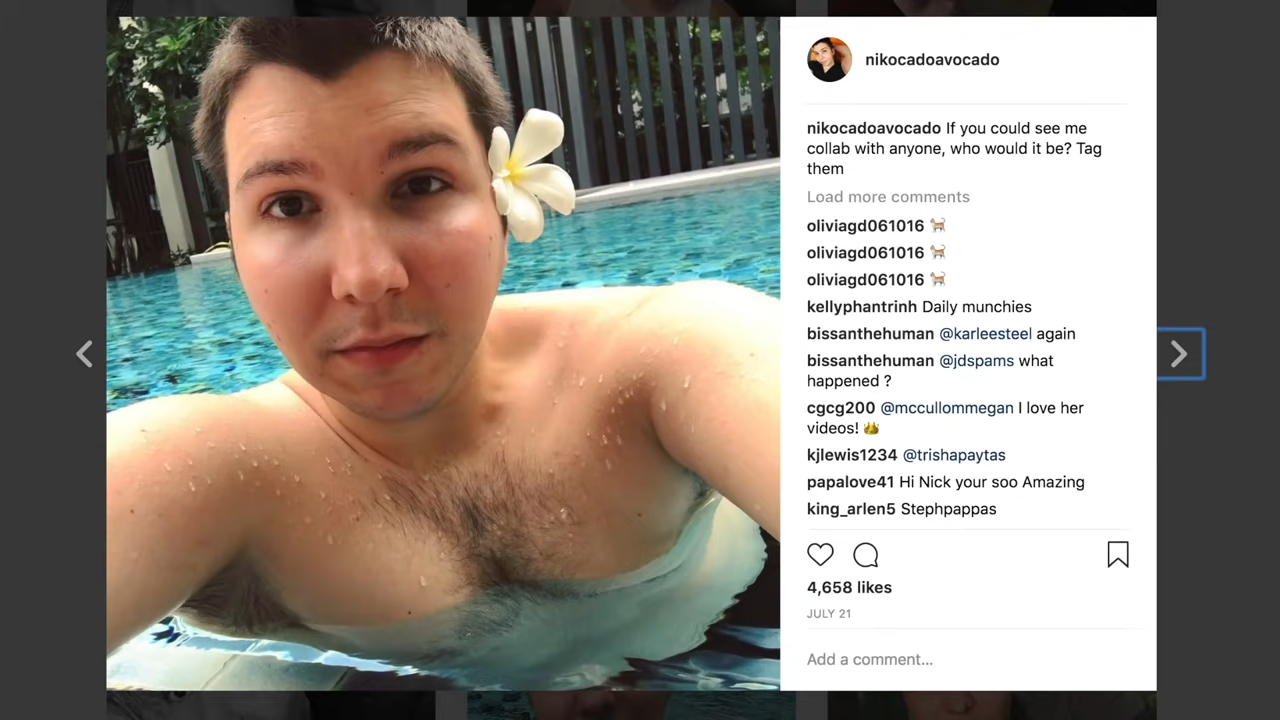 nikocadoavocado
nikocadoavocado If you could see me
collab with anyone, who would it be? Tag
them
Load more comments
oliviagd061016 🐈
oliviagd061016 🐈
oliviagd061016 🐈
kellyphantrinh Daily munchies
bissanthehuman @karleesteel again
bissanthehuman @jdspams what
happened ?
cgcg200 @mccullommegan I love her
videos! 👑
kjlewis1234 @trishapaytas
papalove41 Hi Nick your soo Amazing
king_arlen5 Stephpappas
4,658 likes
JULY 21
Add a comment...